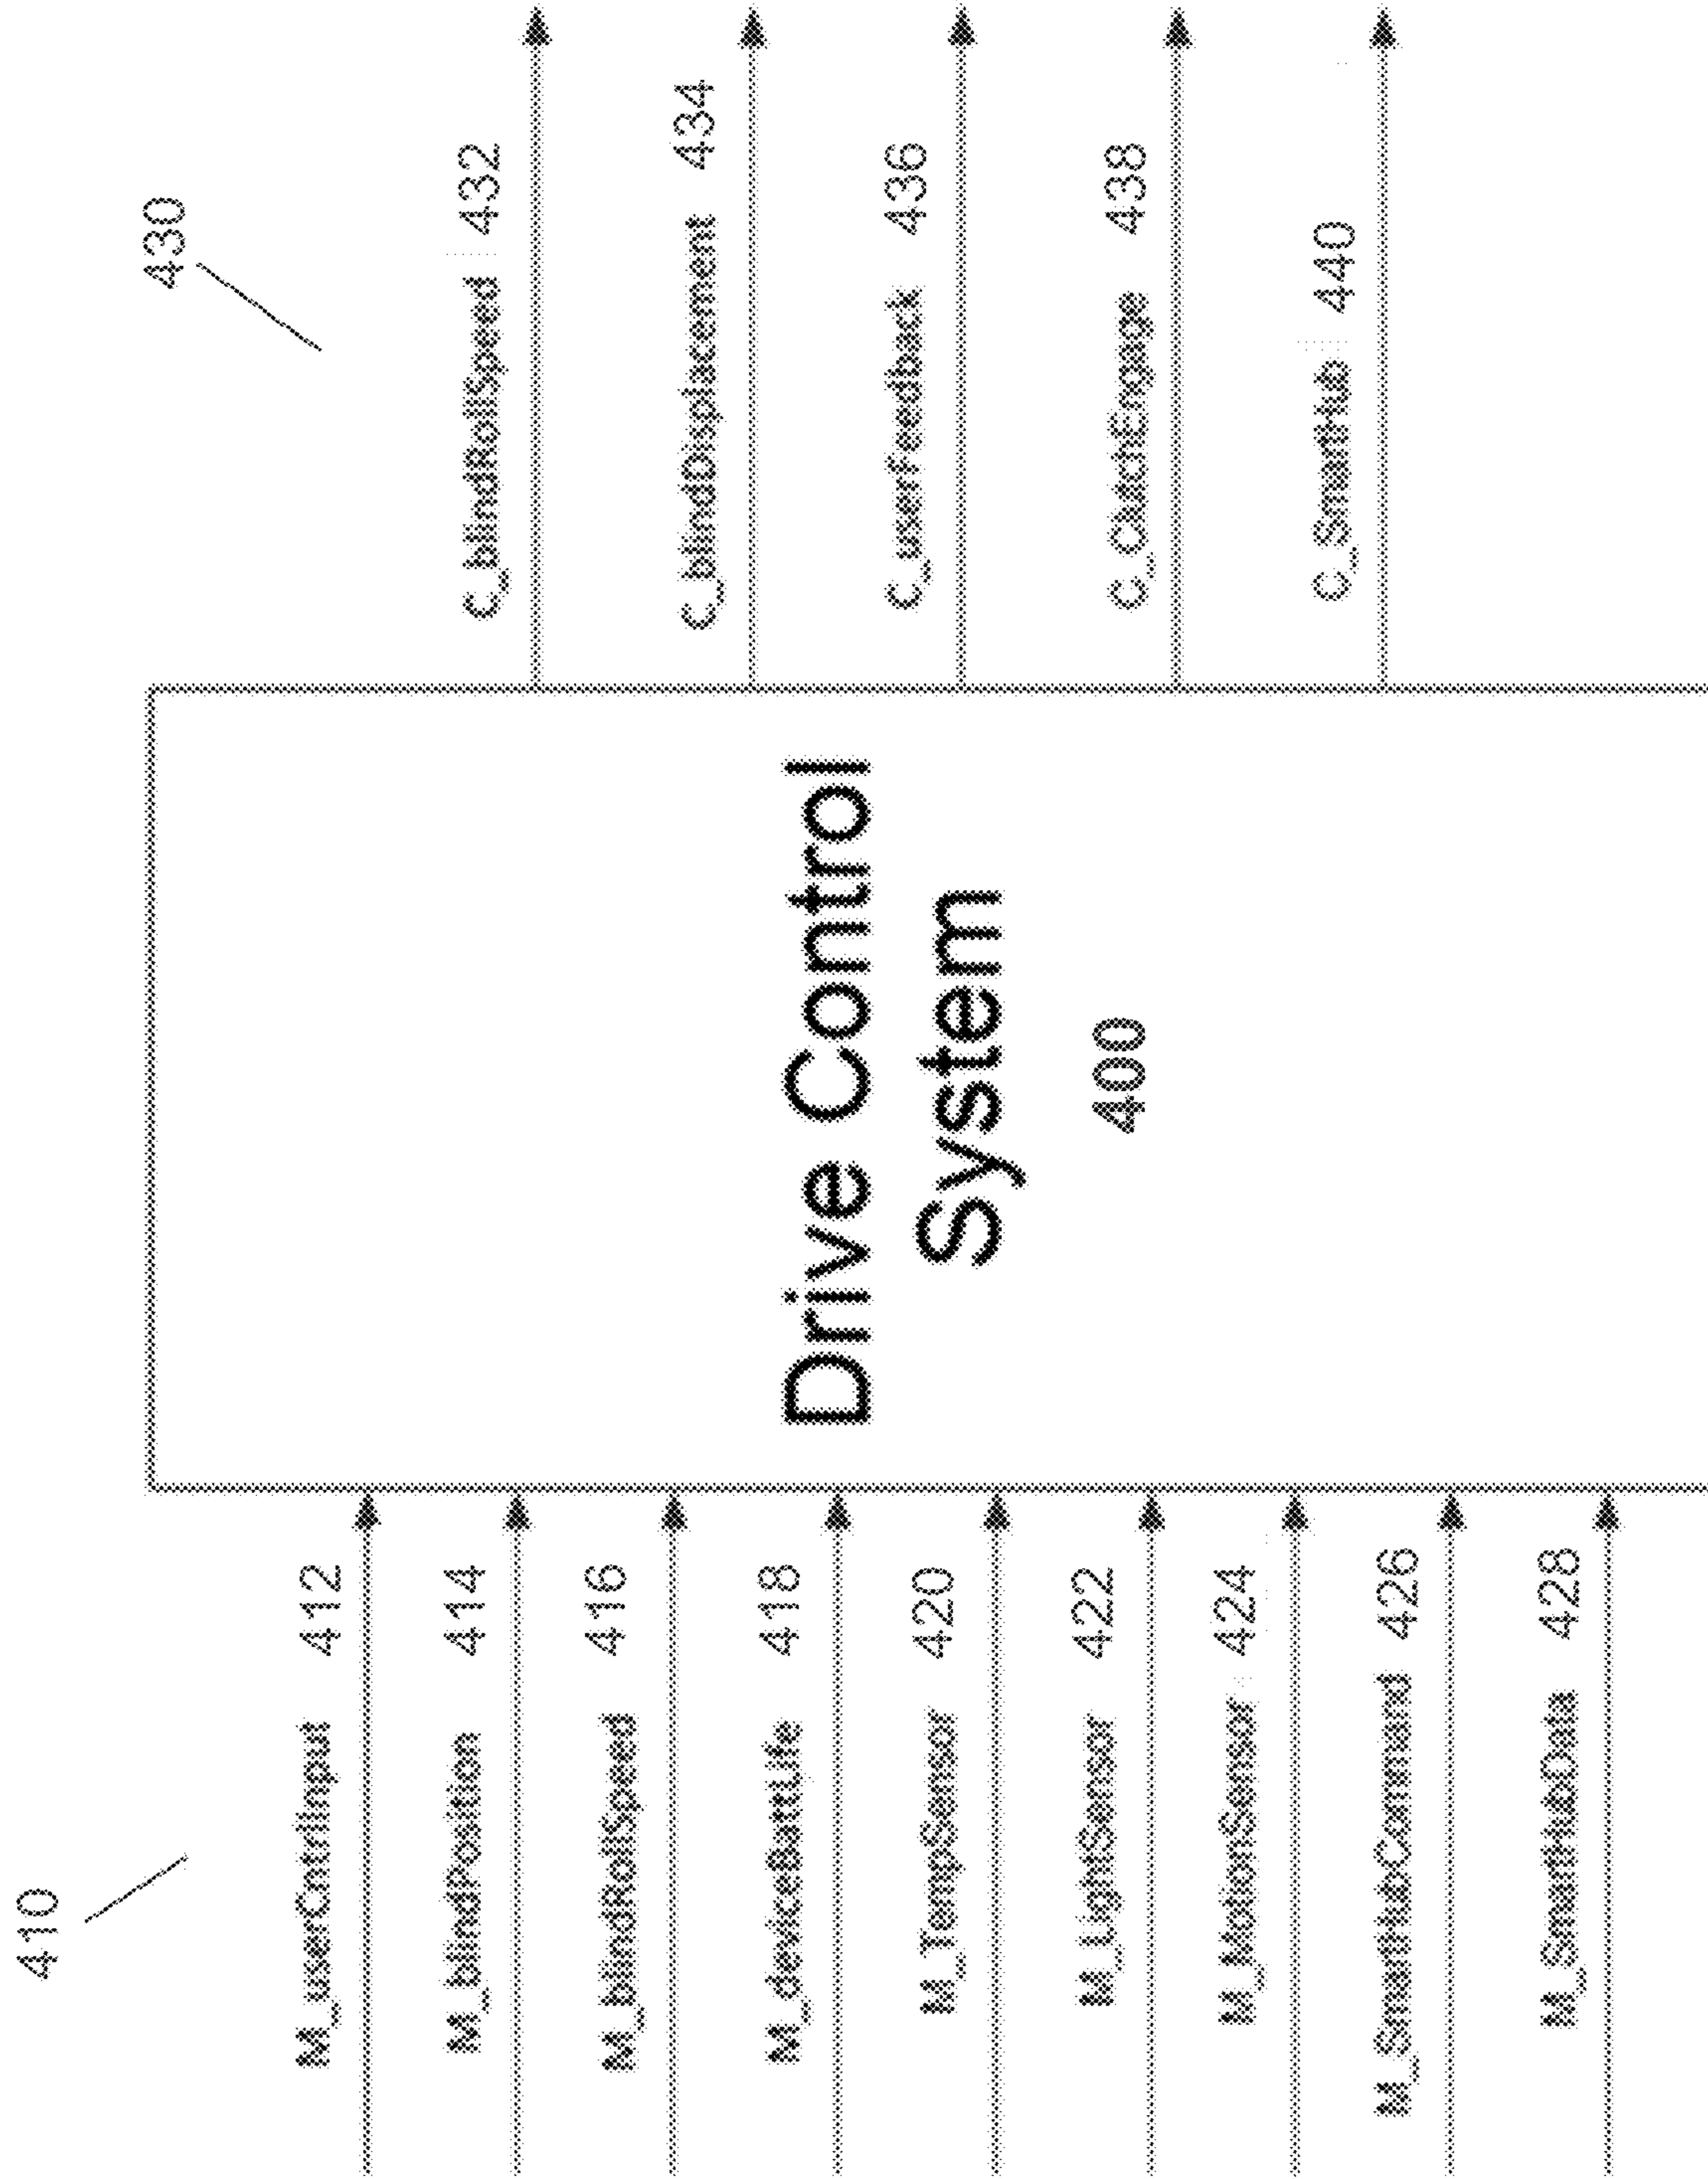 410
M_userCntrlInput 412
M_blindPosition 414
M_blindRollSpeed 416
M_deviceBattLife 418
M_TempSensor 420
M_LightSensor 422
M_MotionSensor 424
M_SmartHubCommand 426
M_SmartHubData 428
Drive Control
System
400
430
C_blindRollSpeed 432
C_blindDisplacement 434
C_userFeedback 436
C_ClutchEngage 438
C_SmartHub 440